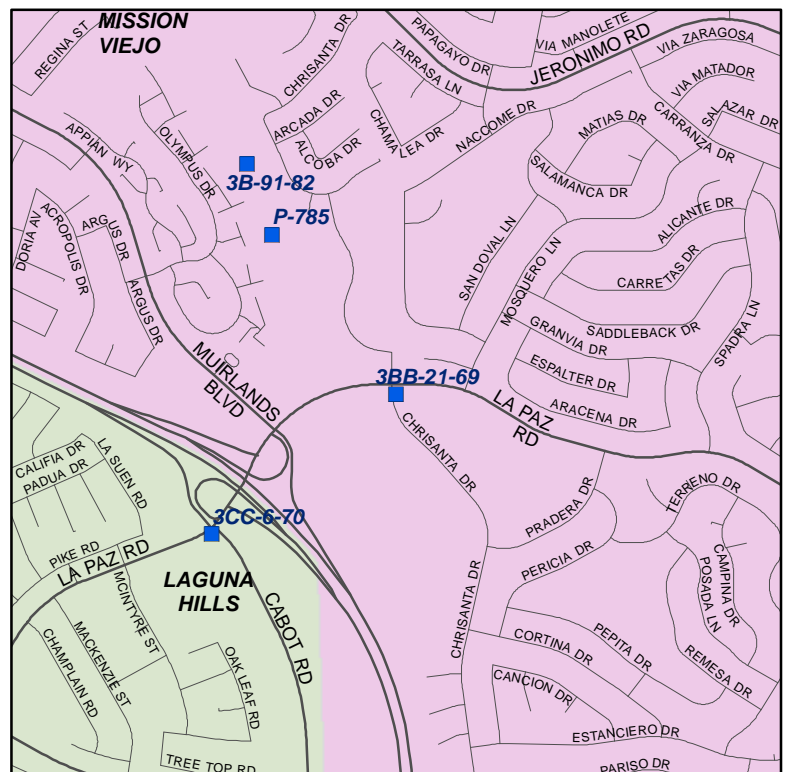 MISSION
VIEJO
REGINA ST
CHRISANTA DR
PAPAGAYO DR
VIA MANOLETE
VIA ZARAGOSA
JERONIMO RD
TARRASA LN
VIA MATADOR
SAL AZAR DR
CARRANZA DR
APPIAN WY
OLYMPUS DR
ARCADA DR
ALCOBA DR
CHAMA LEA DR
NACCOME DR
MATIAS DR
SALAMANCA DR
3B-91-82
P-785
DORIA AV
ACROPOLIS DR
ARGUS DR
ARGUS DR
SAN DOVAL LN
MOSQUERO LN
ALICANTE DR
CARRETAS DR
SADDLEBACK DR
SPADRA LN
GRANVIA DR
ESPALTER DR
ARACENA DR
MUIRLANDS
BLVD
3BB-21-69
LA PAZ
RD
CHRISANTA DR
CALIFIA DR
PADUA DR
LA SUEN RD
PIKE RD
LA PAZ RD
3CC-6-70
LAGUNA
HILLS
CABOT RD
MCINTYRE ST
MACKENZIE ST
CHAMPLAIN RD
OAK LEAF RD
TREE TOP RD
CHRISANTA DR
PRADERA DR
PERICIA DR
TERRENO DR
CAMPINA DR
POSADA LN
REMESA DR
CORTINA DR
PEPITA DR
CANCION DR
ESTANCIERO DR
PARISO DR